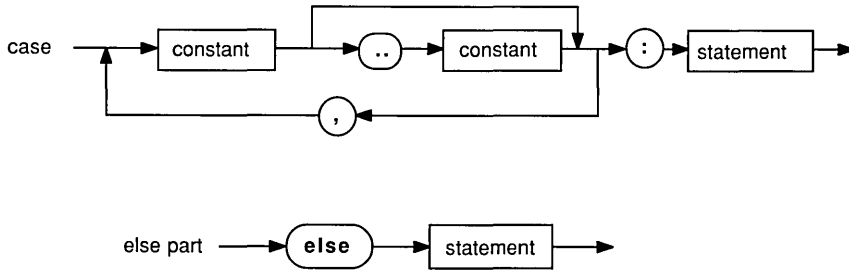 case constant .. constant : statement
,
else part else statement